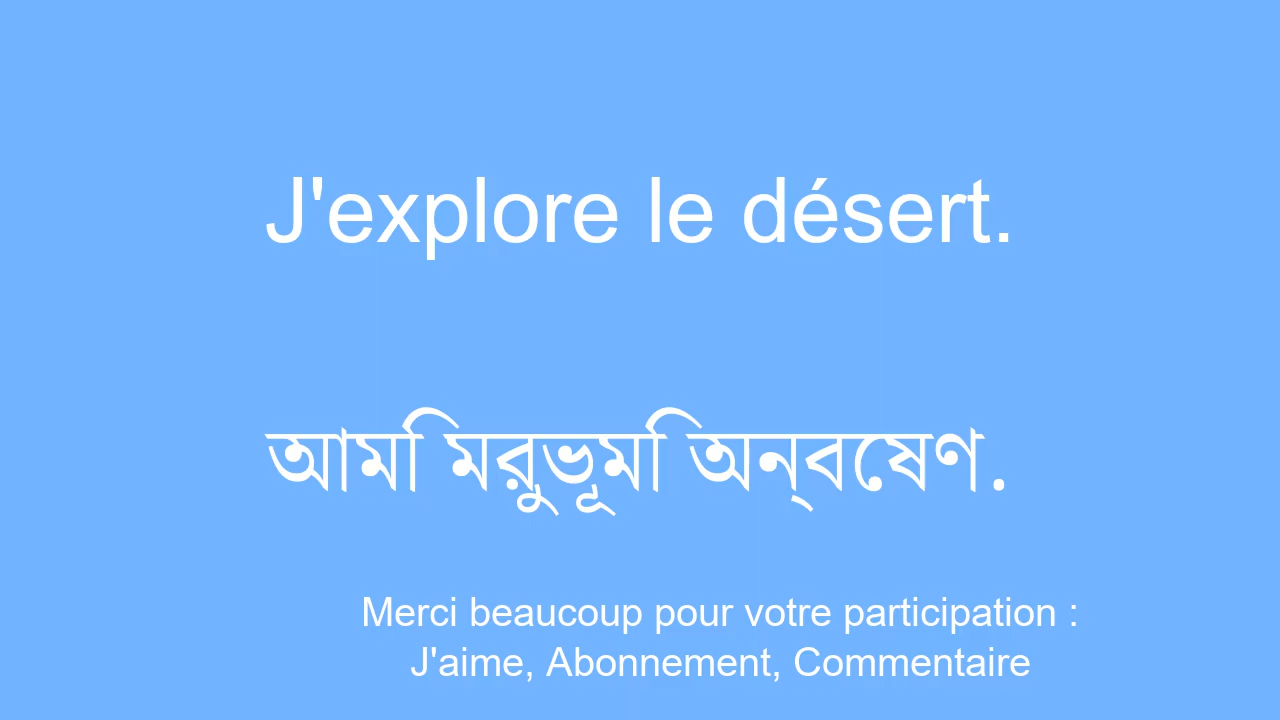 J'explore le désert.
আমি মরুভূমি অন্বেষণ.
Merci beaucoup pour votre participation :
J'aime, Abonnement, Commentaire